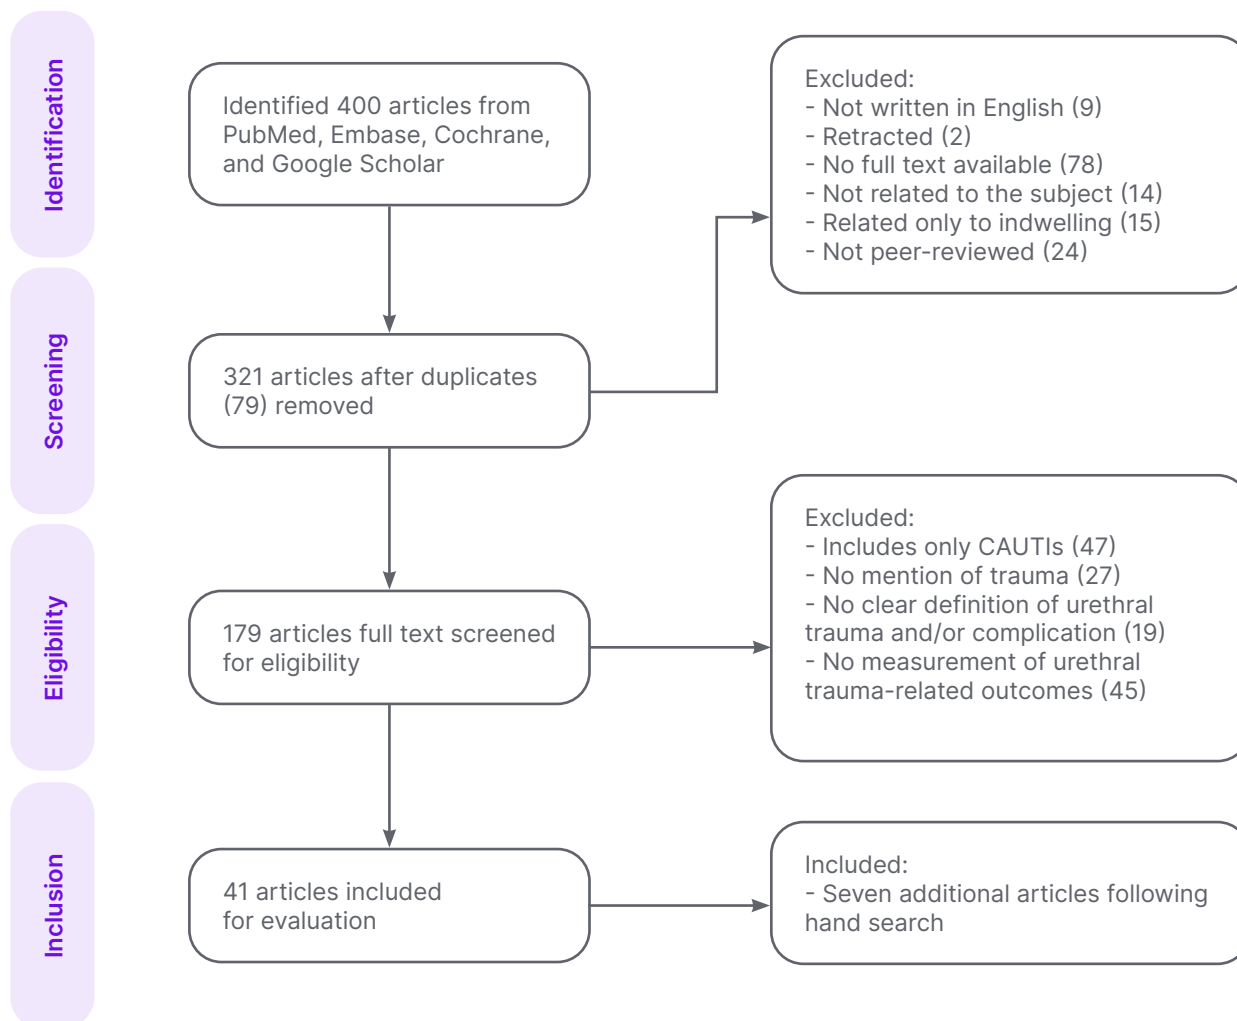 Identification
Identified 400 articles from
PubMed, Embase, Cochrane,
and Google Scholar
Excluded:
- Not written in English (9)
- Retracted (2)
- No full text available (78)
- Not related to the subject (14)
- Related only to indwelling (15)
- Not peer-reviewed (24)
Screening
321 articles after duplicates
(79) removed
Eligibility
179 articles full text screened
for eligibility
Excluded:
- Includes only CAUTIs (47)
- No mention of trauma (27)
- No clear definition of urethral
trauma and/or complication (19)
- No measurement of urethral
trauma-related outcomes (45)
Inclusion
41 articles included
for evaluation
Included:
- Seven additional articles following
hand search